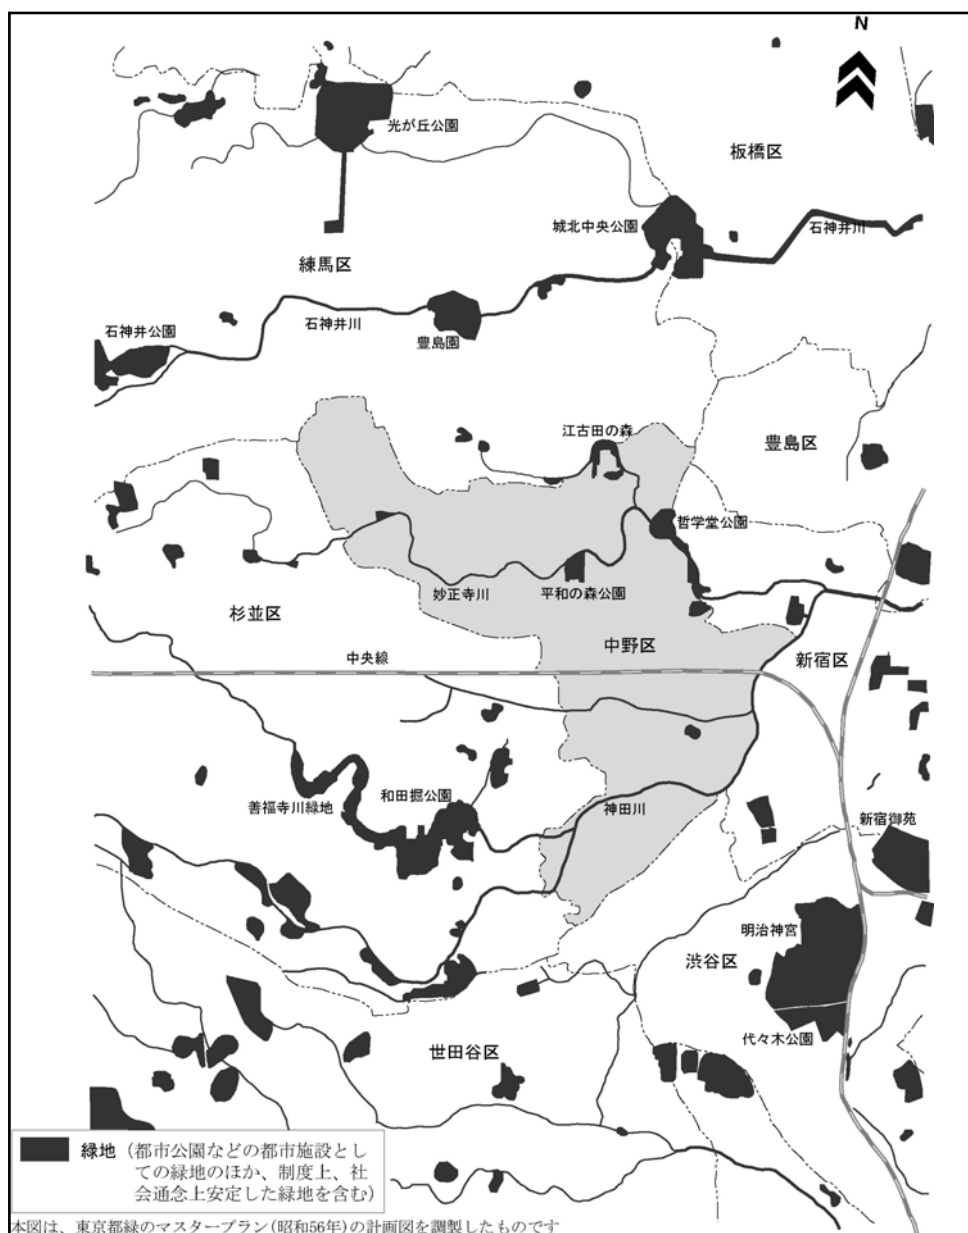 N
光が丘公園
板橋区
城北中央公園
石神井川
練馬区
石神井公園
石神井川
豊島園
江古田の森
豊島区
哲学堂公園
妙正寺川
平和の森公園
杉並区
中野区
中央線
新宿区
善福寺川緑地
和田掘公園
神田川
新宿御苑
明治神宮
渋谷区
代々木公園
世田谷区
緑地(都市公園などの都市施設とし
ての緑地のほか、制度上、社
会通念上安定した緑地を含む)
本図は、東京都緑のマスタープラン(昭和56年)の計画図を調製したものです